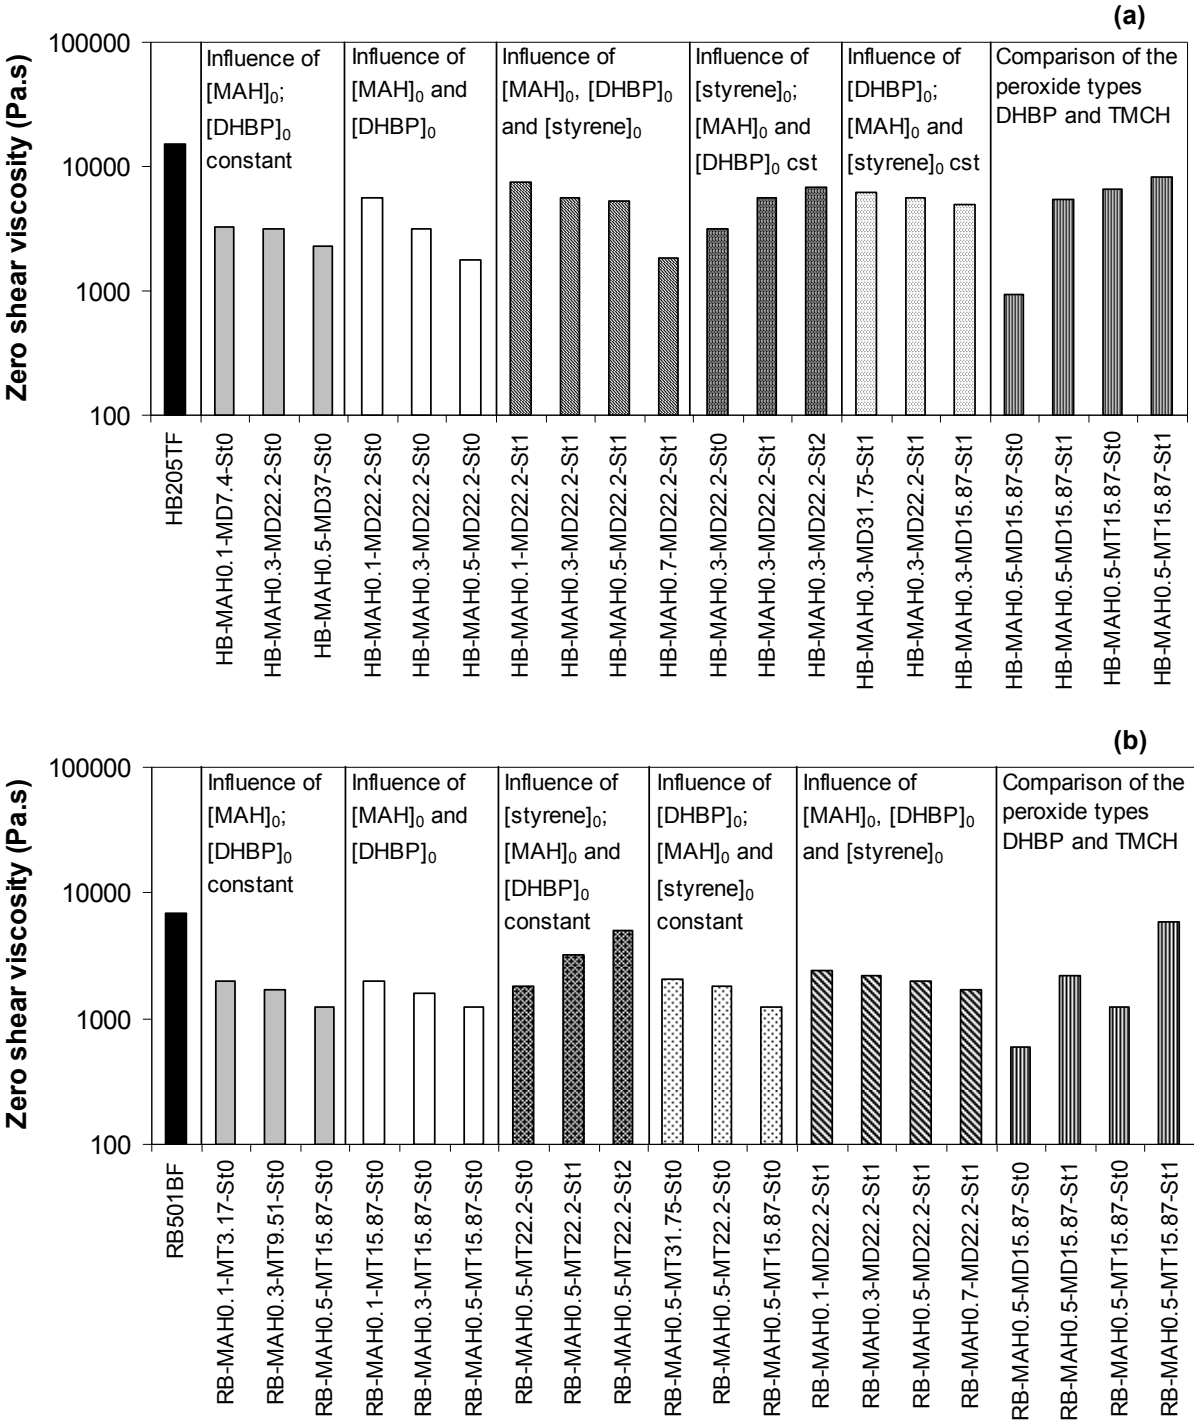 (a)
Zero shear viscosity (Pa.s)
100000
10000
1000
100
Influence of
[MAH]0;
[DHBP]0
constant
Influence of
[MAH]0 and
[DHBP]0
Influence of
[MAH]0, [DHBP]0
and [styrene]0
Influence of
[styrene]0;
[MAH]0 and
[DHBP]0 cst
Influence of
[DHBP]0;
[MAH]0 and
[styrene]0 cst
Comparison of the
peroxide types
DHBP and TMCH
HB205TF
HB-MAH0.1-MD7.4-St0
HB-MAH0.3-MD22.2-St0
HB-MAH0.5-MD37-St0
HB-MAH0.1-MD22.2-St0
HB-MAH0.3-MD22.2-St0
HB-MAH0.5-MD22.2-St0
HB-MAH0.1-MD22.2-St1
HB-MAH0.3-MD22.2-St1
HB-MAH0.5-MD22.2-St1
HB-MAH0.7-MD22.2-St1
HB-MAH0.3-MD22.2-St0
HB-MAH0.3-MD22.2-St1
HB-MAH0.3-MD22.2-St2
HB-MAH0.3-MD31.75-St1
HB-MAH0.3-MD22.2-St1
HB-MAH0.3-MD15.87-St1
HB-MAH0.5-MD15.87-St0
HB-MAH0.5-MD15.87-St1
HB-MAH0.5-MT15.87-St0
HB-MAH0.5-MT15.87-St1
(b)
Zero shear viscosity (Pa.s)
100000
10000
1000
100
Influence of
[MAH]0;
[DHBP]0
constant
Influence of
[MAH]0 and
[DHBP]0
Influence of
[styrene]0;
[MAH]0 and
[DHBP]0
constant
Influence of
[DHBP]0;
[MAH]0 and
[styrene]0
constant
Influence of
[MAH]0, [DHBP]0
and [styrene]0
Comparison of the
peroxide types
DHBP and TMCH
RB501BF
RB-MAH0.1-MT3.17-St0
RB-MAH0.3-MT9.51-St0
RB-MAH0.5-MT15.87-St0
RB-MAH0.1-MT15.87-St0
RB-MAH0.3-MT15.87-St0
RB-MAH0.5-MT15.87-St0
RB-MAH0.5-MT22.2-St0
RB-MAH0.5-MT22.2-St1
RB-MAH0.5-MT22.2-St2
RB-MAH0.5-MT31.75-St0
RB-MAH0.5-MT22.2-St0
RB-MAH0.5-MT15.87-St0
RB-MAH0.1-MD22.2-St1
RB-MAH0.3-MD22.2-St1
RB-MAH0.5-MD22.2-St1
RB-MAH0.7-MD22.2-St1
RB-MAH0.5-MD15.87-St0
RB-MAH0.5-MD15.87-St1
RB-MAH0.5-MT15.87-St0
RB-MAH0.5-MT15.87-St1